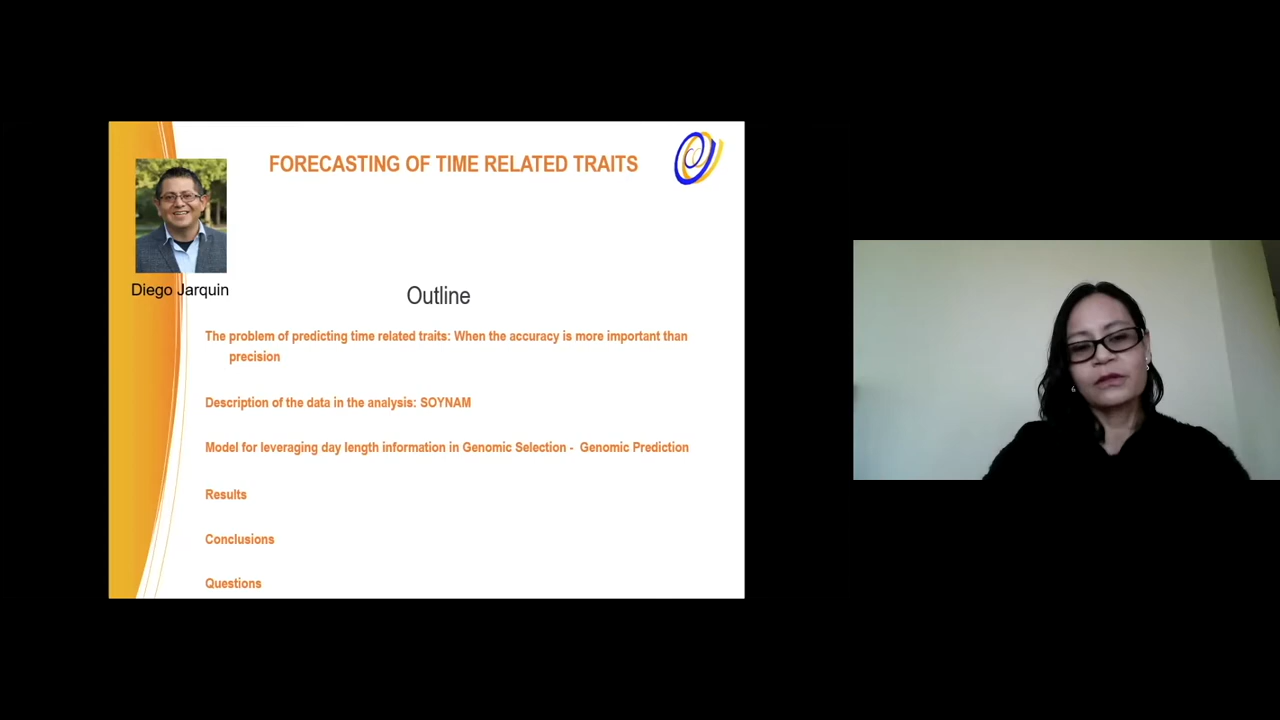 FORECASTING OF TIME RELATED TRAITS
Diego Jarquin
Outline
The problem of predicting time related traits: When the accuracy is more important than
precision
Description of the data in the analysis: SOYNAM
Model for leveraging day length information in Genomic Selection - Genomic Prediction
Results
Conclusions
Questions